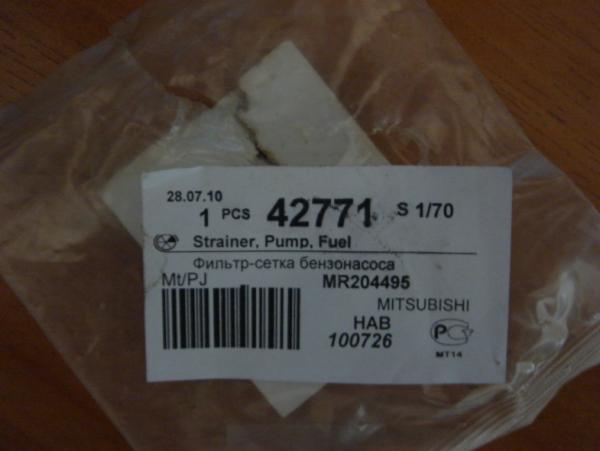 28.07.10
1 PCS 42771 S 1/70
Strainer, Pump, Fuel
Фильтр-сетка бензонасоса
Mt/PJ MR204495
MITSUBISHI
HAB
100726
MT14